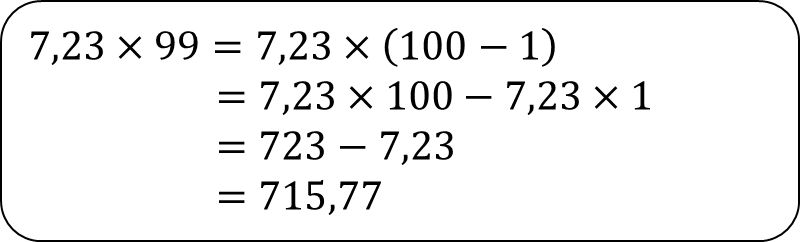 7,23 × 99 = 7,23 × (100 − 1)
= 7,23 × 100 − 7,23 × 1
= 723 − 7,23
= 715,77